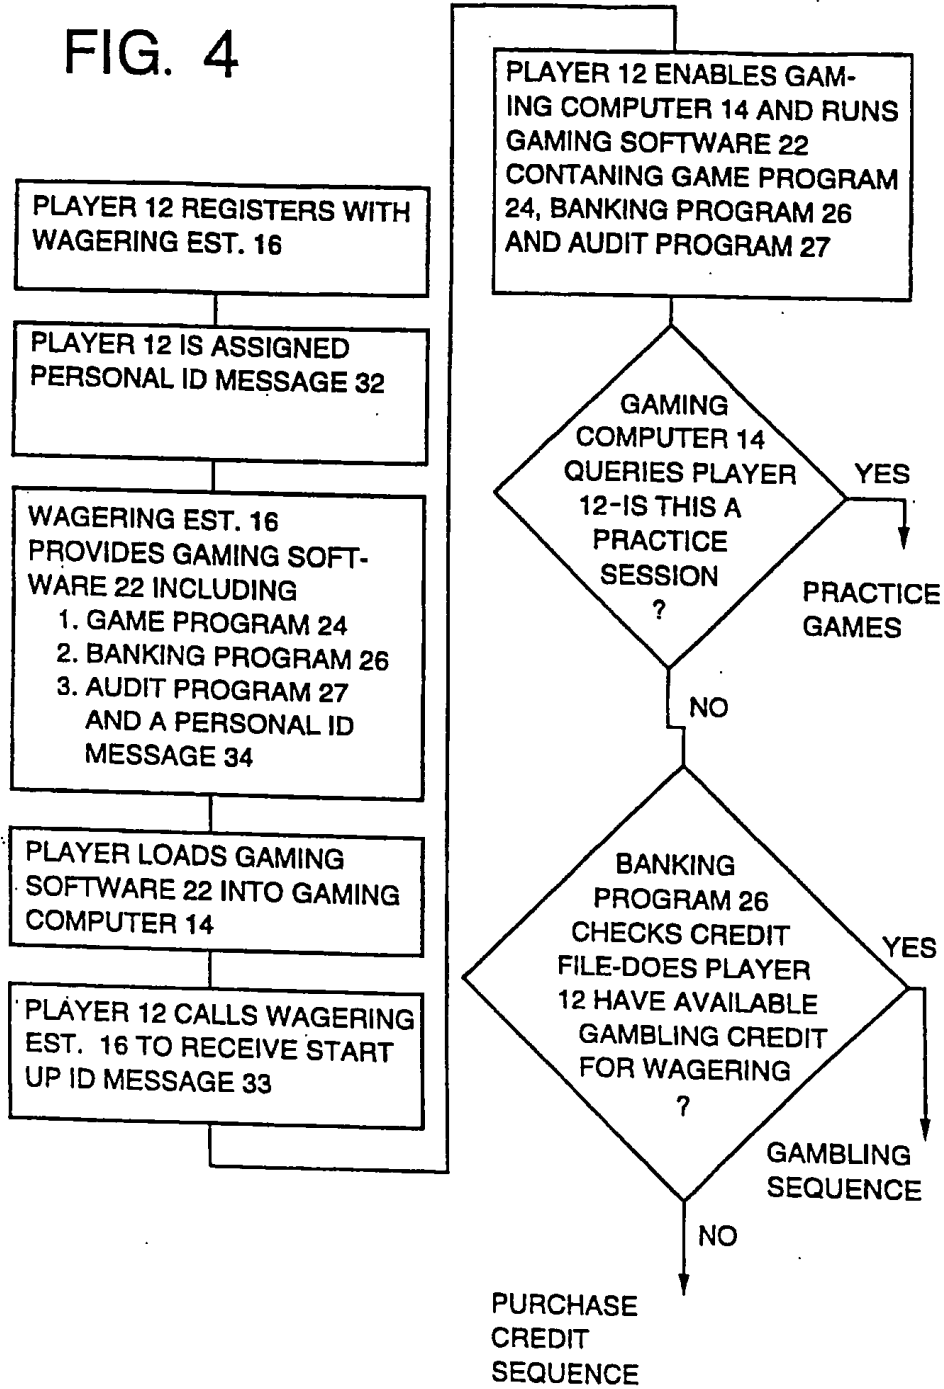 FIG. 4
PLAYER 12 REGISTERS WITH
WAGERING EST. 16
PLAYER 12 IS ASSIGNED
PERSONAL ID MESSAGE 32
WAGERING EST. 16
PROVIDES GAMING SOFT-
WARE 22 INCLUDING
1. GAME PROGRAM 24
2. BANKING PROGRAM 26
3. AUDIT PROGRAM 27
AND A PERSONAL ID
MESSAGE 34
PLAYER LOADS GAMING
SOFTWARE 22 INTO GAMING
COMPUTER 14
PLAYER 12 CALLS WAGERING
EST. 16 TO RECEIVE START
UP ID MESSAGE 33
PLAYER 12 ENABLES GAM-
ING COMPUTER 14 AND RUNS
GAMING SOFTWARE 22
CONTANING GAME PROGRAM
24, BANKING PROGRAM 26
AND AUDIT PROGRAM 27
GAMING
COMPUTER 14
QUERIES PLAYER
12-IS THIS A
PRACTICE
SESSION
?
YES
PRACTICE
GAMES
NO
BANKING
PROGRAM 26
CHECKS CREDIT
FILE-DOES PLAYER
12 HAVE AVAILABLE
GAMBLING CREDIT
FOR WAGERING
?
YES
GAMBLING
SEQUENCE
NO
PURCHASE
CREDIT
SEQUENCE